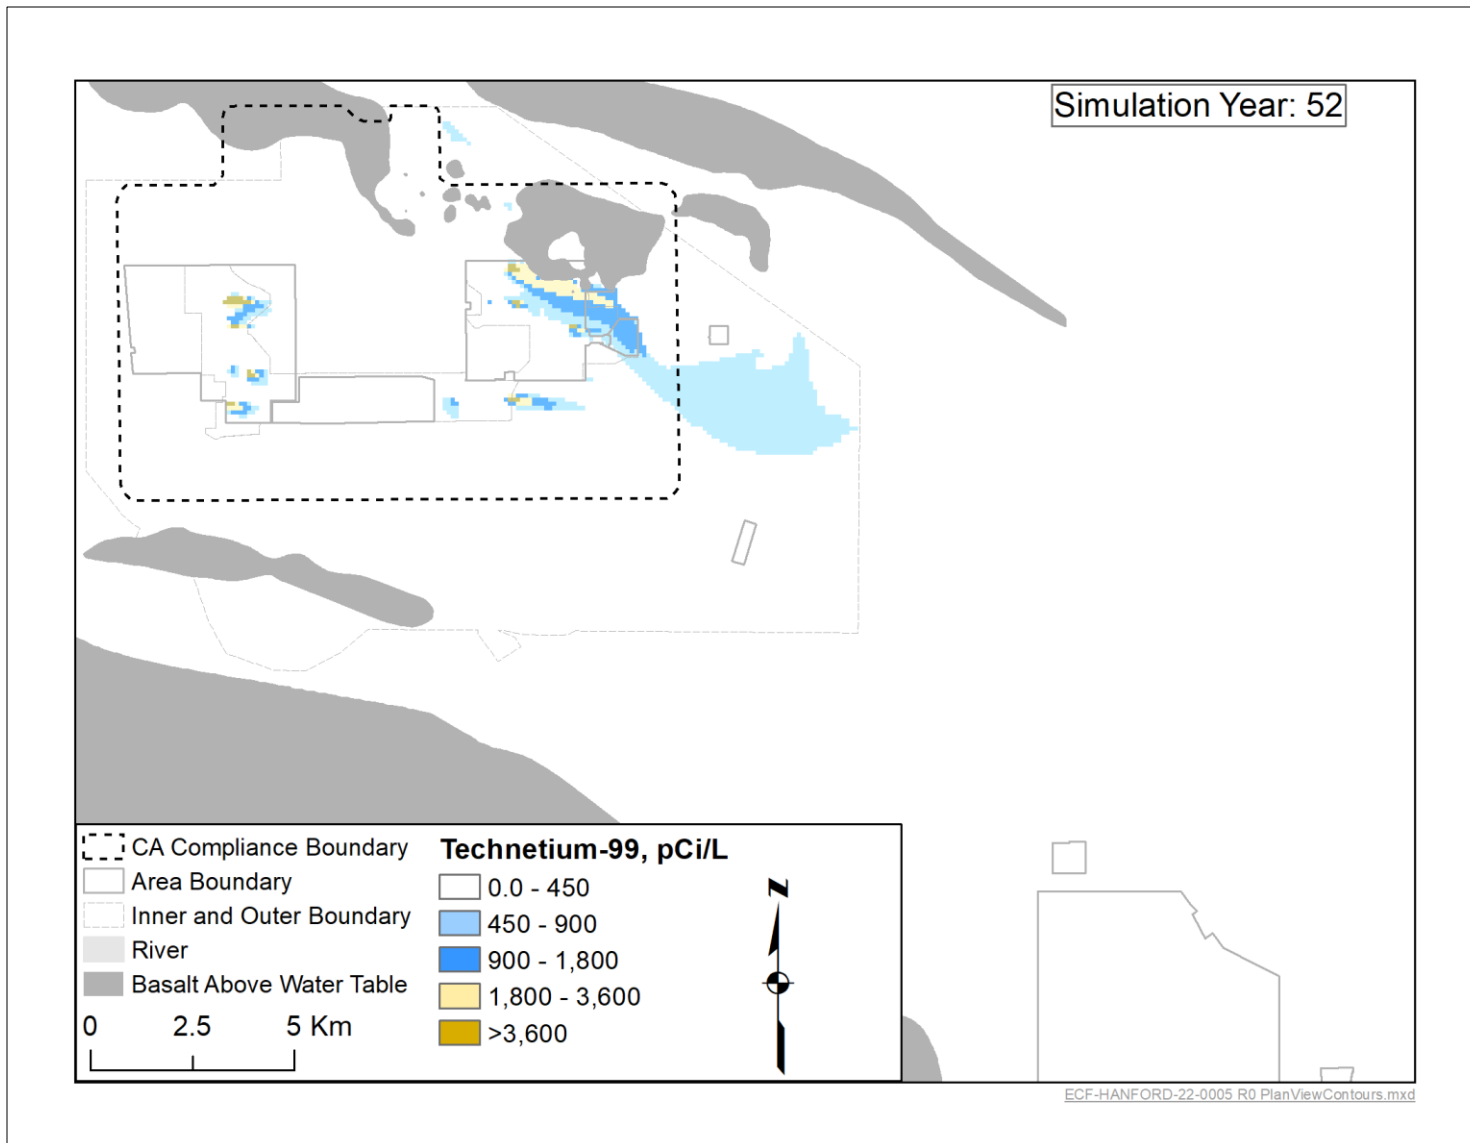 Simulation Year: 52
CA Compliance Boundary
Area Boundary
Inner and Outer Boundary
River
Basalt Above Water Table
0 2.5 5 Km
Technetium-99, pCi/L
0.0 - 450
450 - 900
900 - 1,800
1,800 - 3,600
>3,600
N
ECF-HANFORD-22-0005 R0 PlanViewContours.mxd